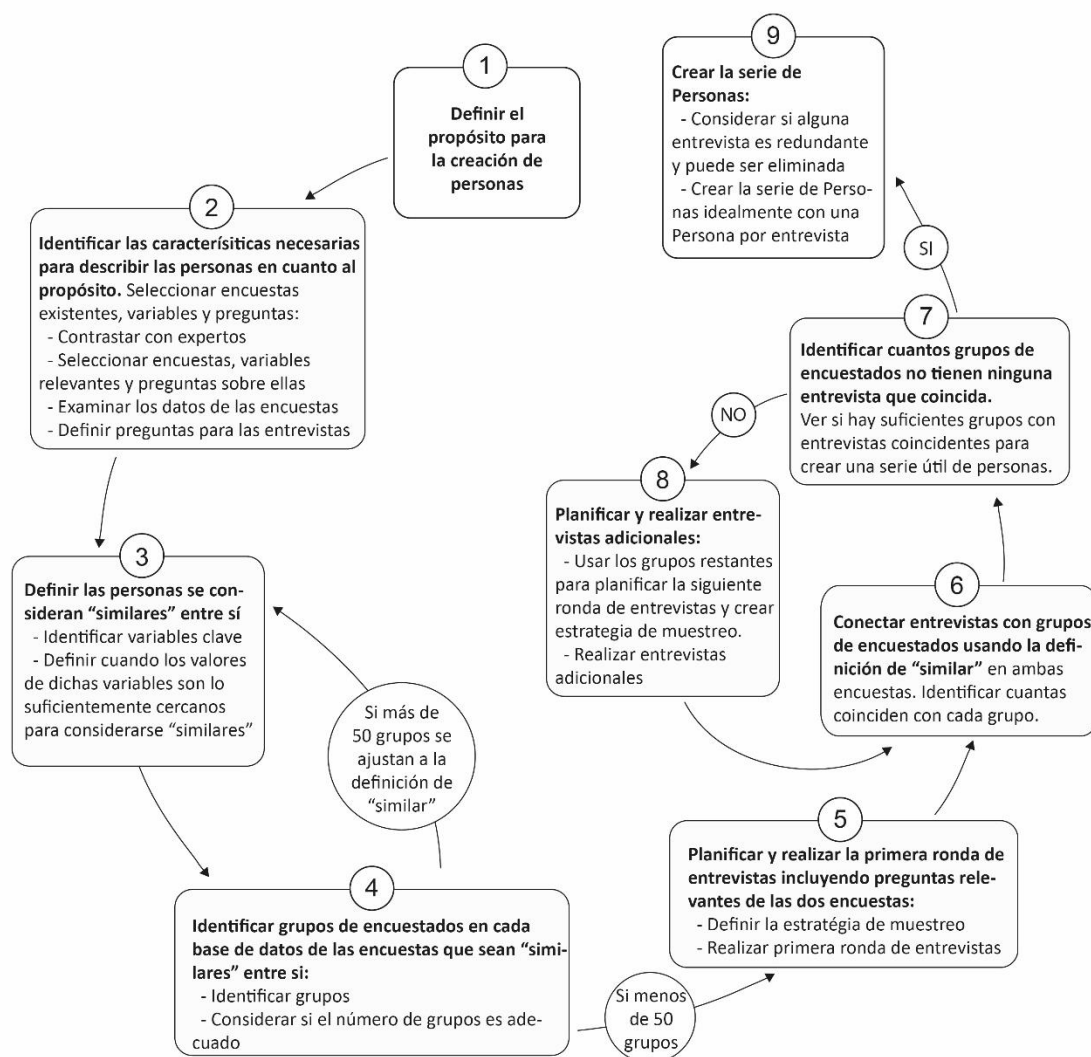 1
Definir el
propósito para
la creación de
personas
2
Identificar las caracterísiticas necesarias
para describir las personas en cuanto al
propósito. Seleccionar encuestas
existentes, variables y preguntas:
- Contrastar con expertos
- Seleccionar encuestas, variables
relevantes y preguntas sobre ellas
- Examinar los datos de las encuestas
- Definir preguntas para las entrevistas
3
Definir las personas se con-
sideran “similares” entre sí
- Identificar variables clave
- Definir cuando los valores
de dichas variables son lo
suficientemente cercanos
para considerarse “similares”
Si más de
50 grupos se
ajustan a la
definición de
“similar”
4
Identificar grupos de encuestados en cada
base de datos de las encuestas que sean “simi-
lares” entre si:
- Identificar grupos
- Considerar si el número de grupos es ade-
cuado
Si menos
de 50
grupos
5
Planificar y realizar la primera ronda de
entrevistas incluyendo preguntas rele-
vantes de las dos encuestas:
- Definir la estratégia de muestreo
- Realizar primera ronda de entrevistas
6
Conectar entrevistas con grupos
de encuestados usando la defi-
nición de “similar” en ambas
encuestas. Identificar cuantas
coinciden con cada grupo.
7
Identificar cuantos grupos de
encuestados no tienen ninguna
entrevista que coincida.
Ver si hay suficientes grupos con
entrevistas coincidentes para
crear una serie útil de personas.
NO
8
Planificar y realizar entre-
vistas adicionales:
- Usar los grupos restantes
para planificar la siguiente
ronda de entrevistas y crear
estrategia de muestreo.
- Realizar entrevistas
adicionales
SI
9
Crear la serie de
Personas:
- Considerar si alguna
entrevista es redundante
y puede ser eliminada
- Crear la serie de Perso-
nas idealmente con una
Persona por entrevista